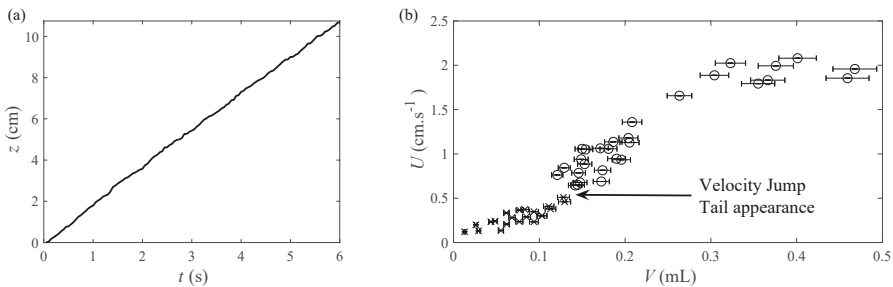 (a)
10
8
6
4
2
0
z (cm)
0 1 2 3 4 5 6
t (s)
(b)
2.5
2
1.5
1
0.5
0
U (cm.s-1)
Velocity Jump
Tail appearance
0 0.1 0.2 0.3 0.4 0.5
V (mL)